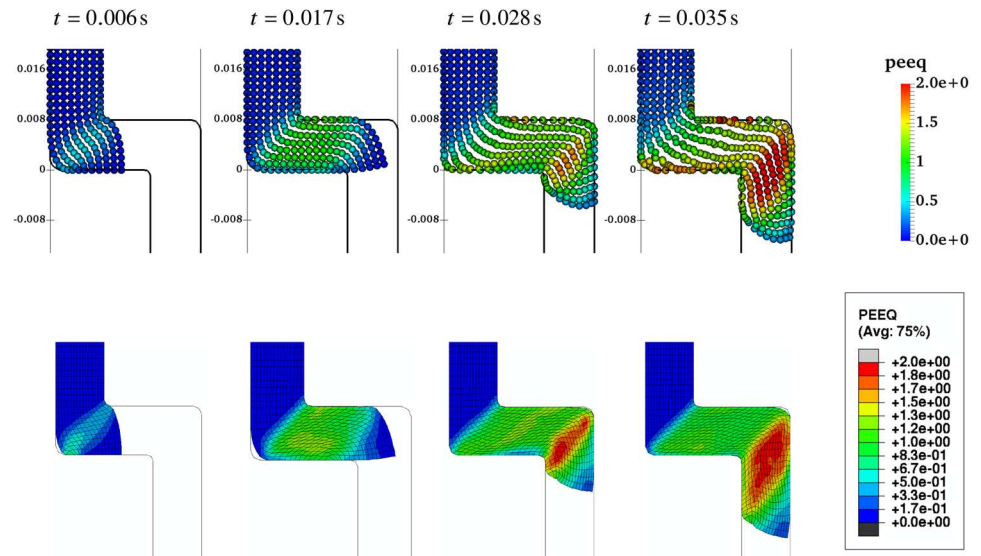 t = 0.006 s t = 0.017 s t = 0.028 s t = 0.035 s
peeq
0.016 0.016 0.016 0.016 2.0e+0
1.5
0.008 0.008 0.008 0.008
1
0 0 0 0
0.5
-0.008 -0.008 -0.008 -0.008
0.0e+0
PEEQ
(Avg: 75%)
+2.0e+00
+1.8e+00
+1.7e+00
+1.5e+00
+1.3e+00
+1.2e+00
+1.0e+00
+8.3e-01
+6.7e-01
+5.0e-01
+3.3e-01
+1.7e-01
+0.0e+00